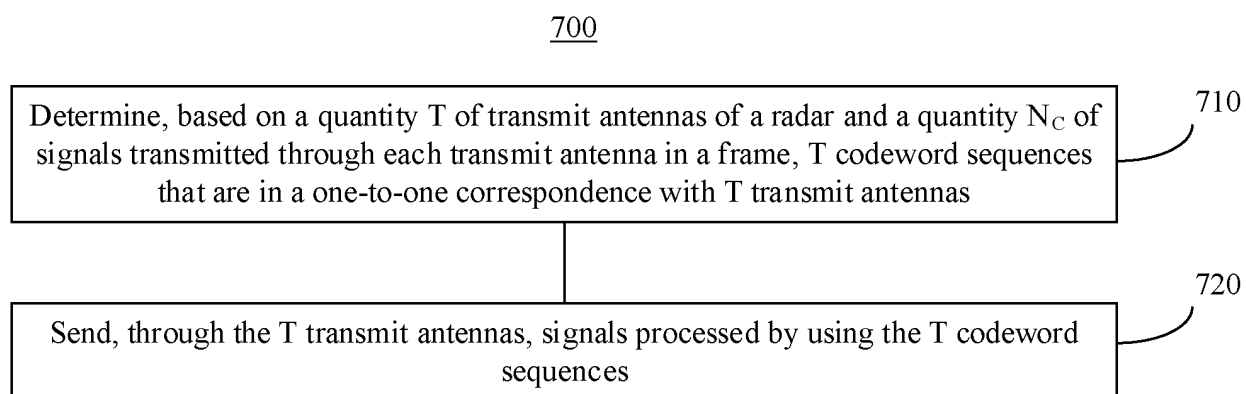 700
Determine, based on a quantity T of transmit antennas of a radar and a quantity N_C of
signals transmitted through each transmit antenna in a frame, T codeword sequences
that are in a one-to-one correspondence with T transmit antennas
710
Send, through the T transmit antennas, signals processed by using the T codeword
sequences
720